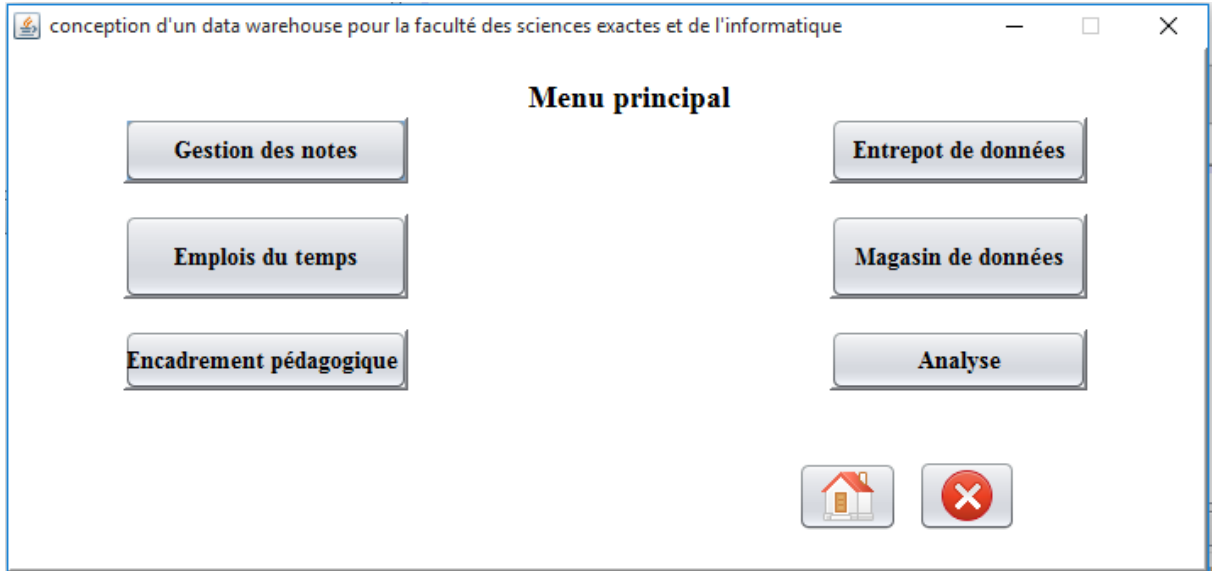 conception d'un data warehouse pour la faculté des sciences exactes et de l'informatique
Menu principal
Gestion des notes
Entrepot de données
Emplois du temps
Magasin de données
Encadrement pédagogique
Analyse